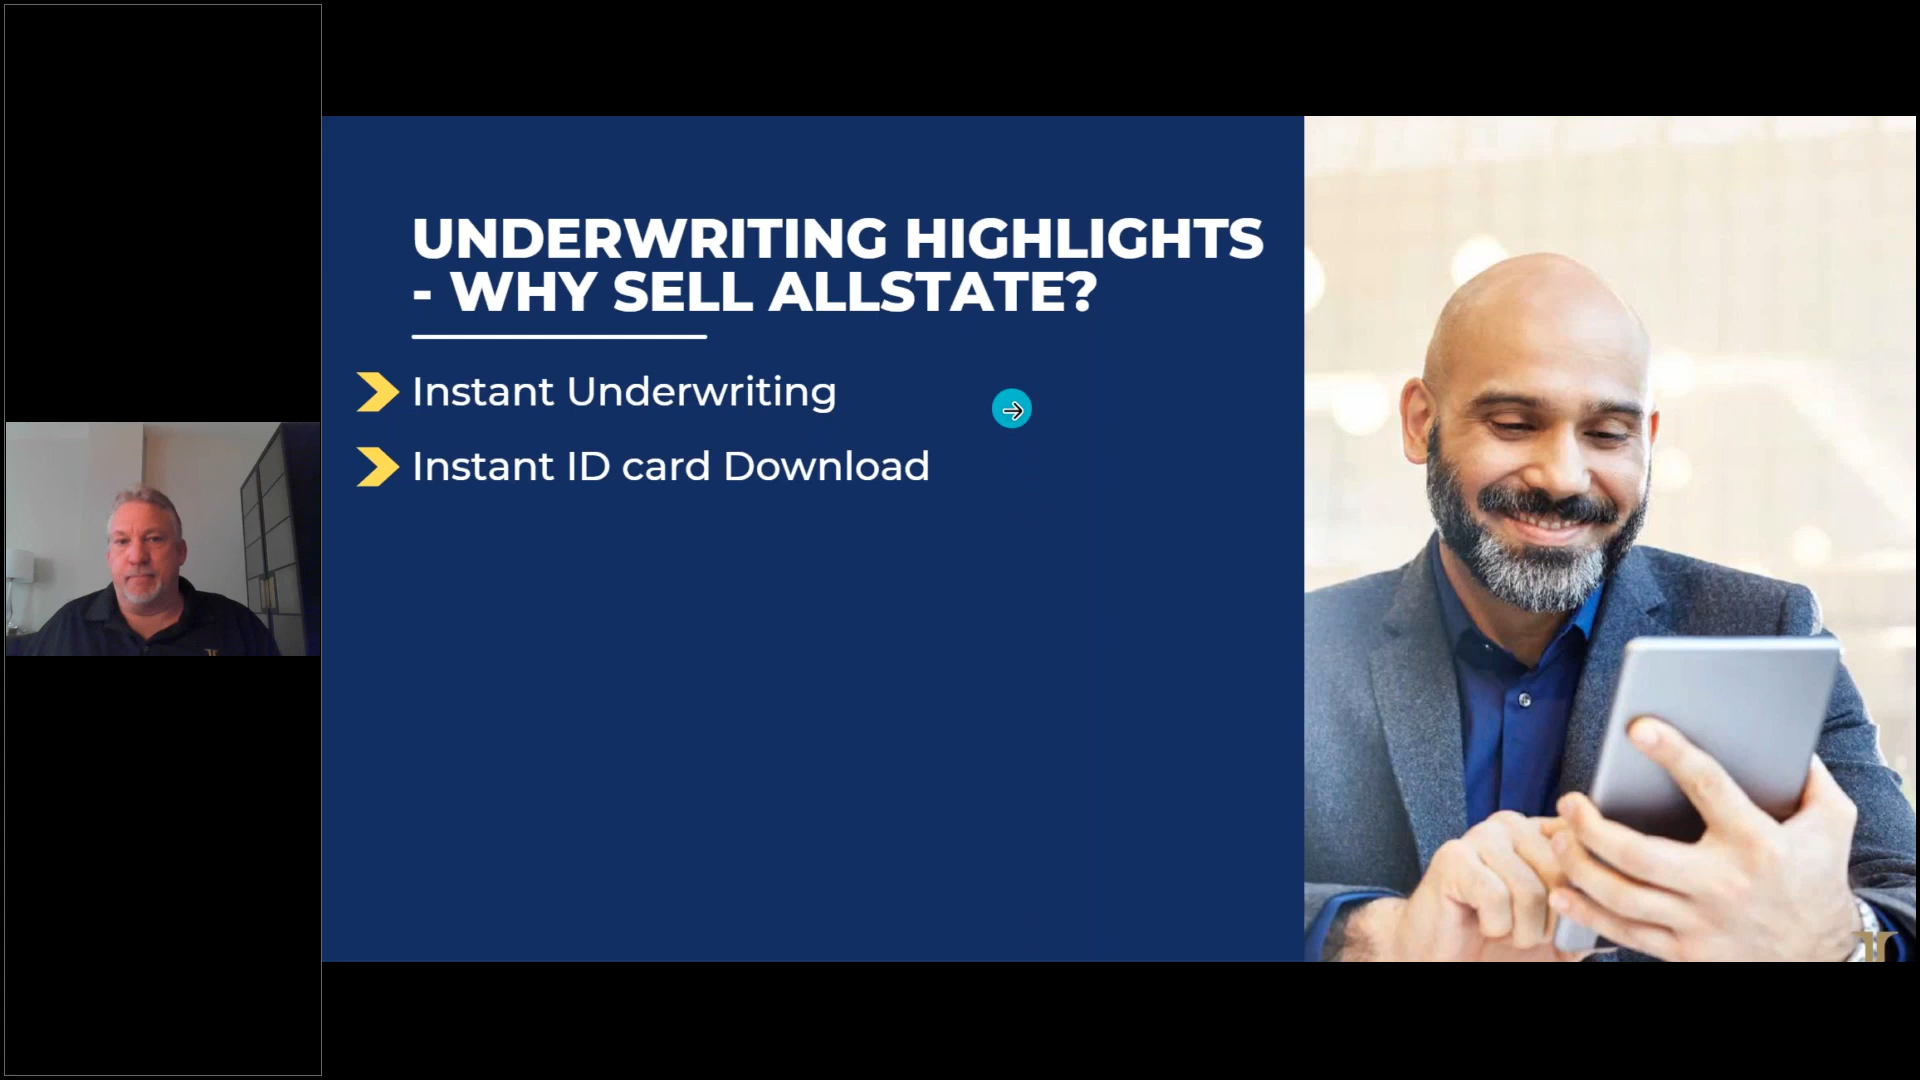 UNDERWRITING HIGHLIGHTS
- WHY SELL ALLSTATE?
Instant Underwriting
Instant ID card Download